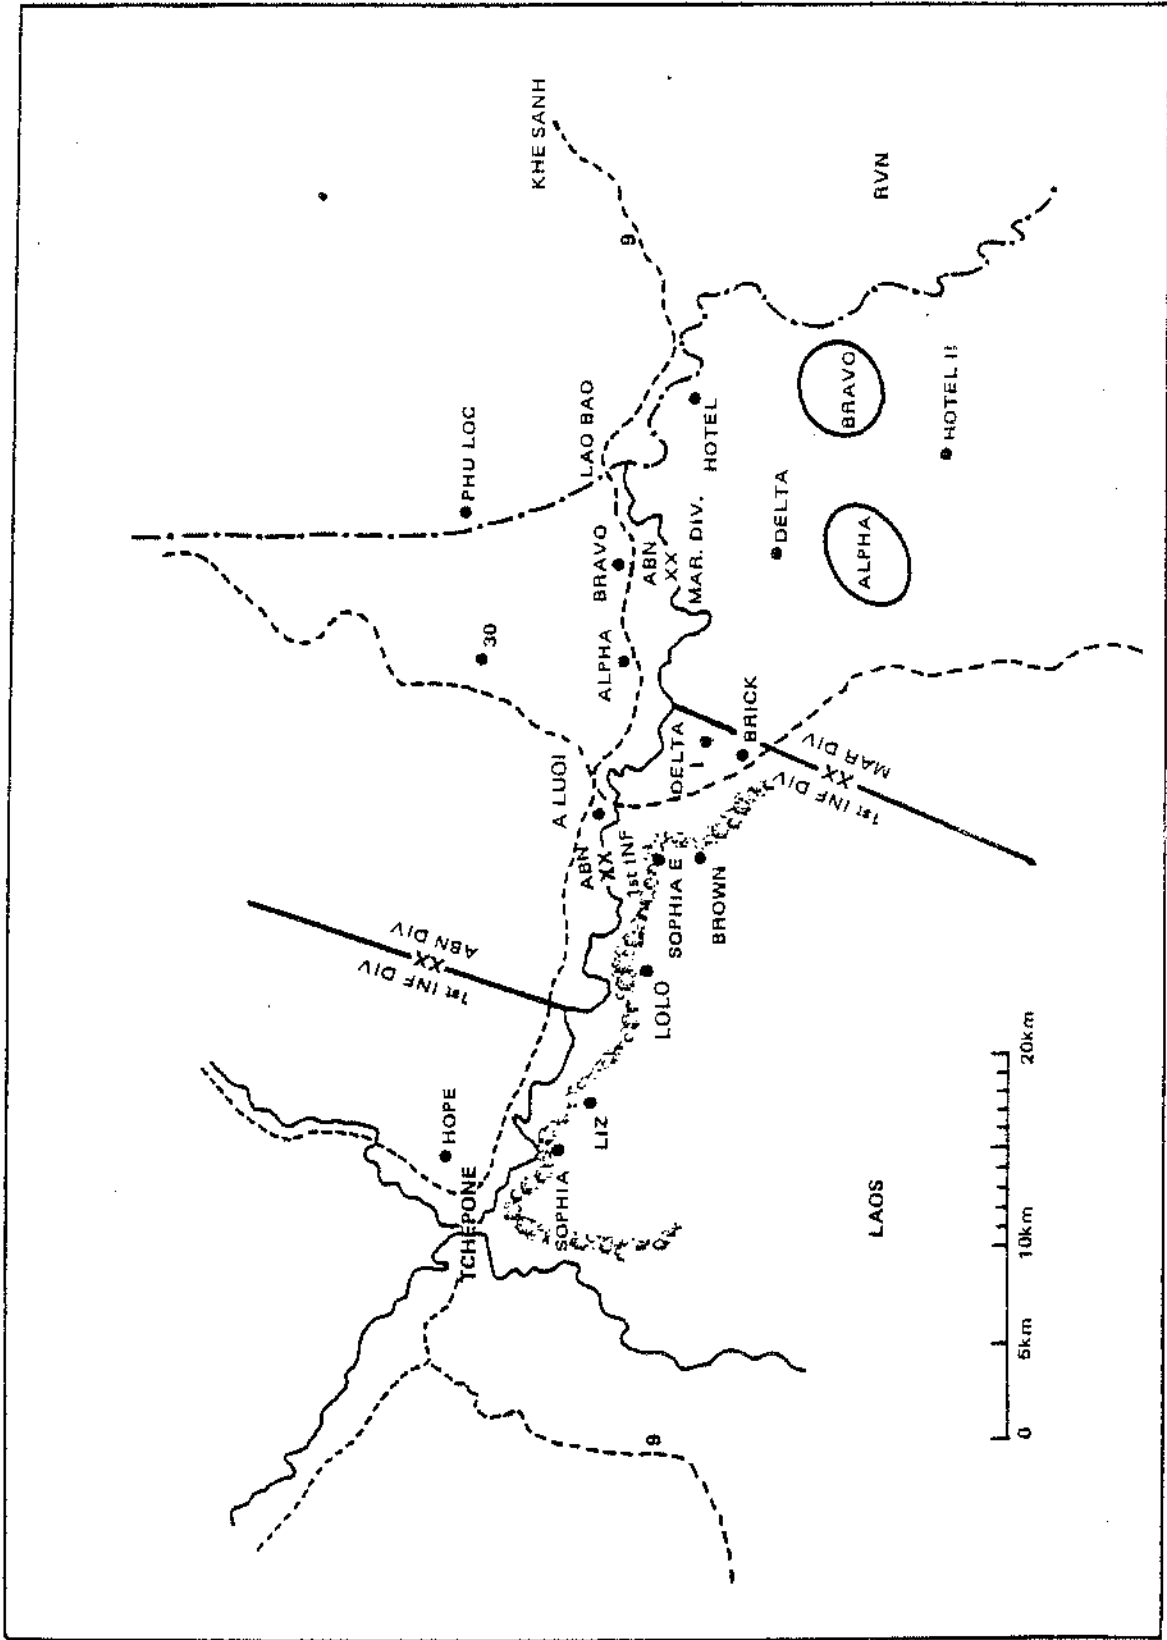 KHE SANH
9
RVN
PHU LOC
LAO BAO
HOTEL
BRAVO
HOTEL II
DELTA
ALPHA
BRAVO
ABN
XX
MAR. DIV.
30
ALPHA
A LUOI
DELTA
I
BRICK
MAR DIV
XX
1st INF DIV
ABN
XX
1st INF
SOPHIA E
BROWN
ABN DIV
XX
1st INF DIV
LOLO
HOPE
LIZ
TCHEPONE
SOPHIA
LAOS
9
0
5km
10km
20km